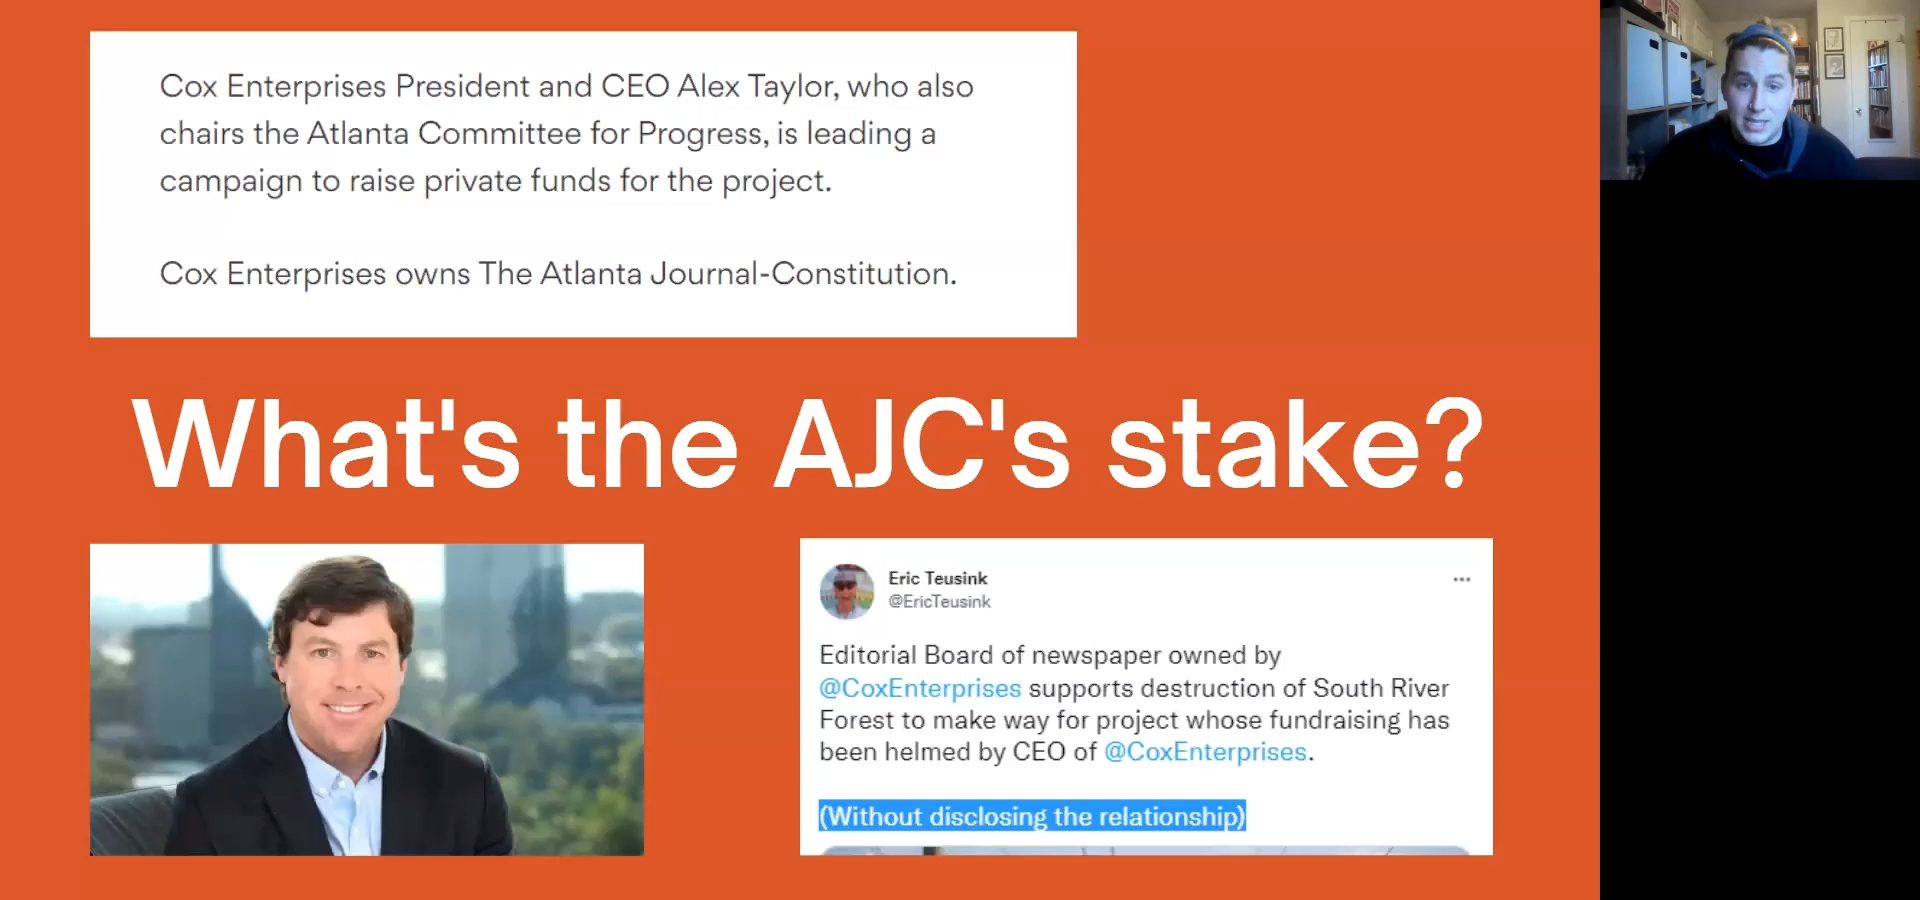 Cox Enterprises President and CEO Alex Taylor, who also
chairs the Atlanta Committee for Progress, is leading a
campaign to raise private funds for the project.
Cox Enterprises owns The Atlanta Journal-Constitution.
What's the AJC's stake?
Eric Teusink
@EricTeusink
Editorial Board of newspaper owned by
@CoxEnterprises supports destruction of South River
Forest to make way for project whose fundraising has
been helmed by CEO of @CoxEnterprises.
(Without disclosing the relationship)